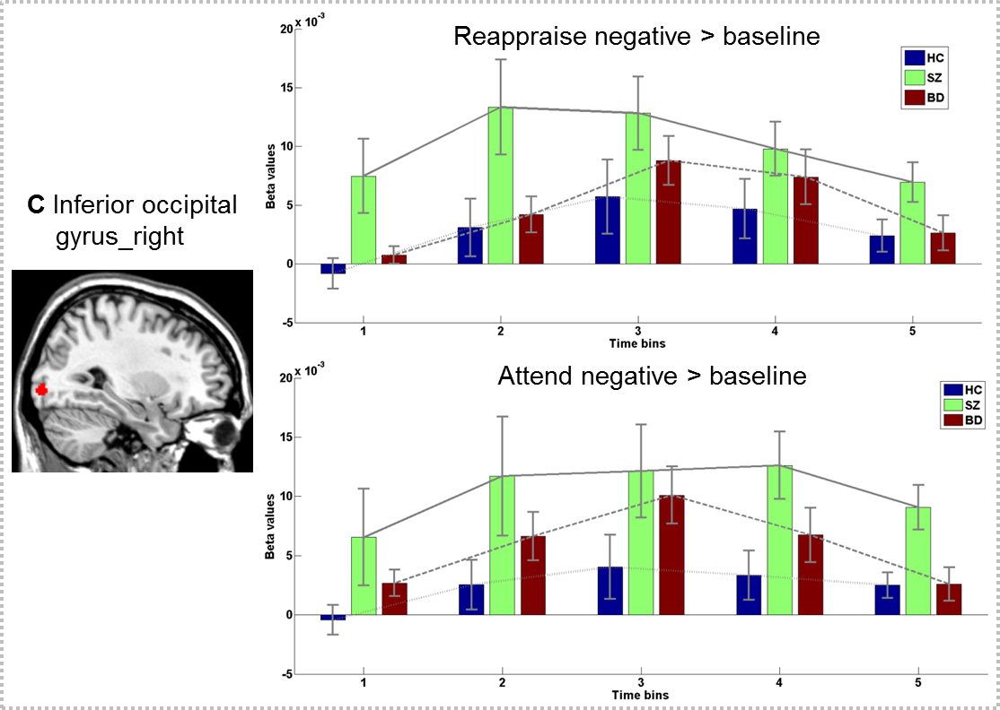 C Inferior occipital
gyrus_right
Reappraise negative > baseline
20 x 10^-3
15
10
5
0
-5
Beta values
1 2 3 4 5
Time bins
HC
SZ
BD
Attend negative > baseline
20 x 10^-3
15
10
5
0
-5
Beta values
1 2 3 4 5
Time bins
HC
SZ
BD